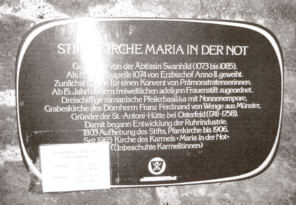 STIFTSKIRCHE MARIA IN DER NOT
Gegründet von der Äbtissin Swanhild (1073 bis 1085).
Als kapelle 1074 von Erzbischof Anno II. geweiht.
Zunächst für einen Konvent von Prämonstratenserinnen.
Ab 15. Jahrh. dem freiweltlichen adeligen Frauenstift zugeordnet.
Dreischiffige romanische Pfeilerbasilika mit Nonnenempore,
Grabeskirche des Domherrn Franz Ferdinand von Wenge aus Münster,
Gründer der St.-Antoni-Hütte bei Osterfeld (1741-1758).
Damit begann Entwicklung der Ruhrindustrie.
1803 Aufhebung des Stifts, Pfarrkirche bis 1906.
Seit 1965 Kirche des Karmels · Maria in der Not ·
(Unbeschuhte Karmelitinnen)